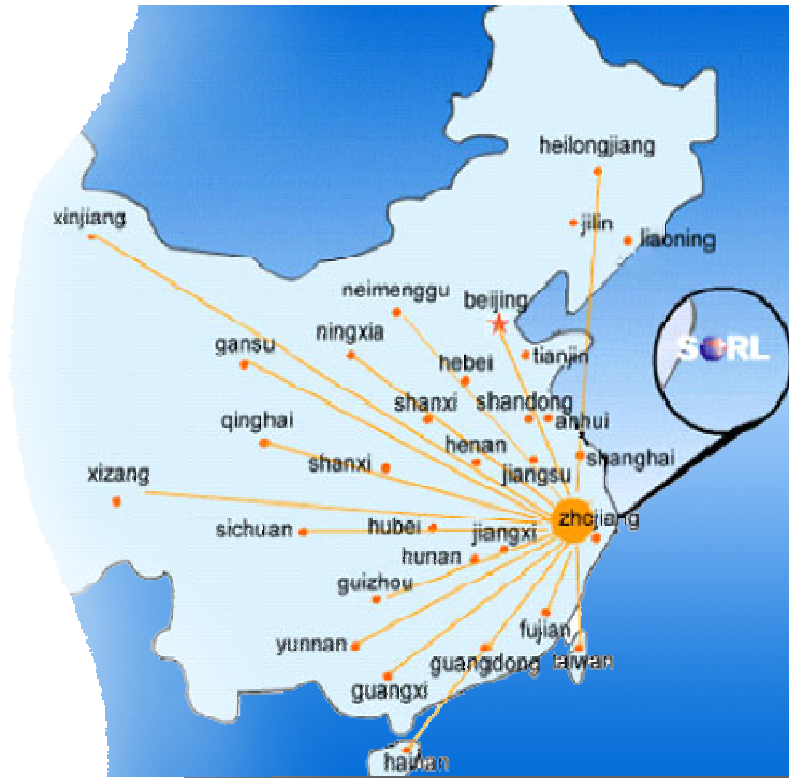 heilongjiang
xinjiang
jilin
liaoning
neimenggu
beijing
ningxia
gansu
tianjin
SORL
hebei
shanxi
shandong
qinghai
anhui
henan
shanxi
jiangsu
shanghai
xizang
zhejiang
sichuan
hubei
jiangxi
hunan
guizhou
fujian
yunnan
guangdong
taiwan
guangxi
hainan